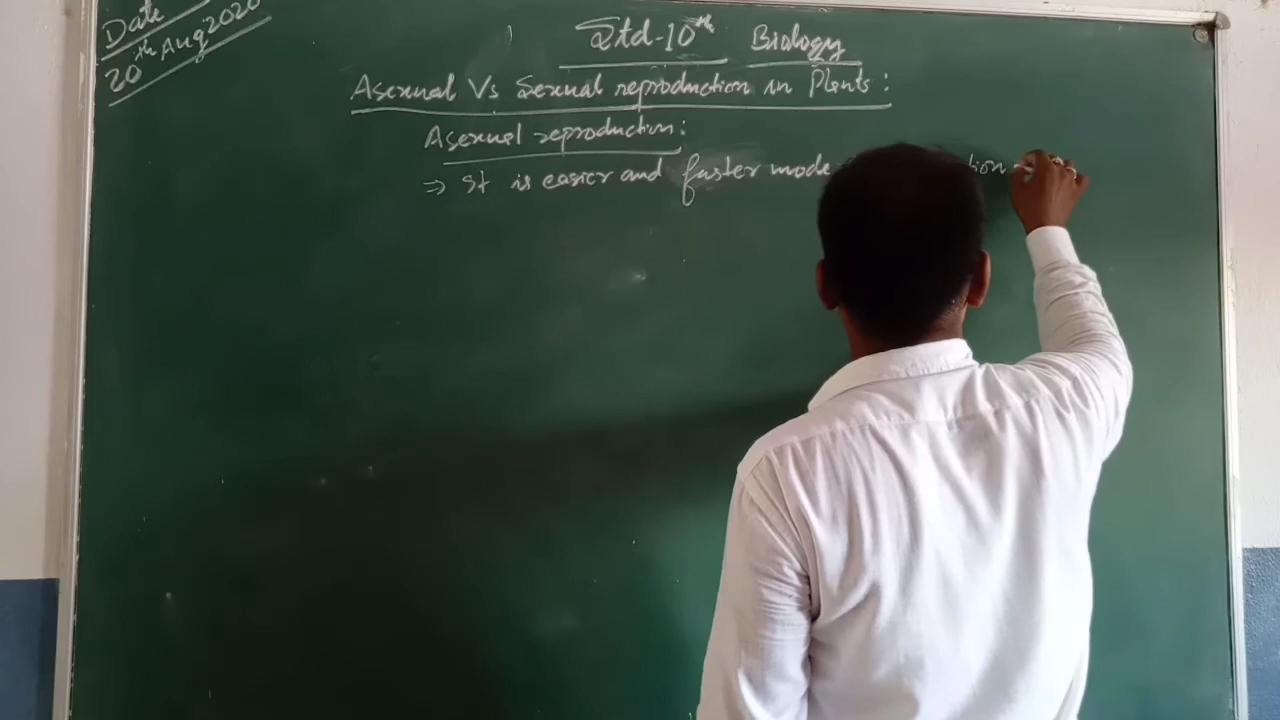 Date
20th Aug 2020
Std-10th Biology
Asexual Vs Sexual reproduction in Plants:
Asexual reproduction:
⇒ It is easier and faster mode